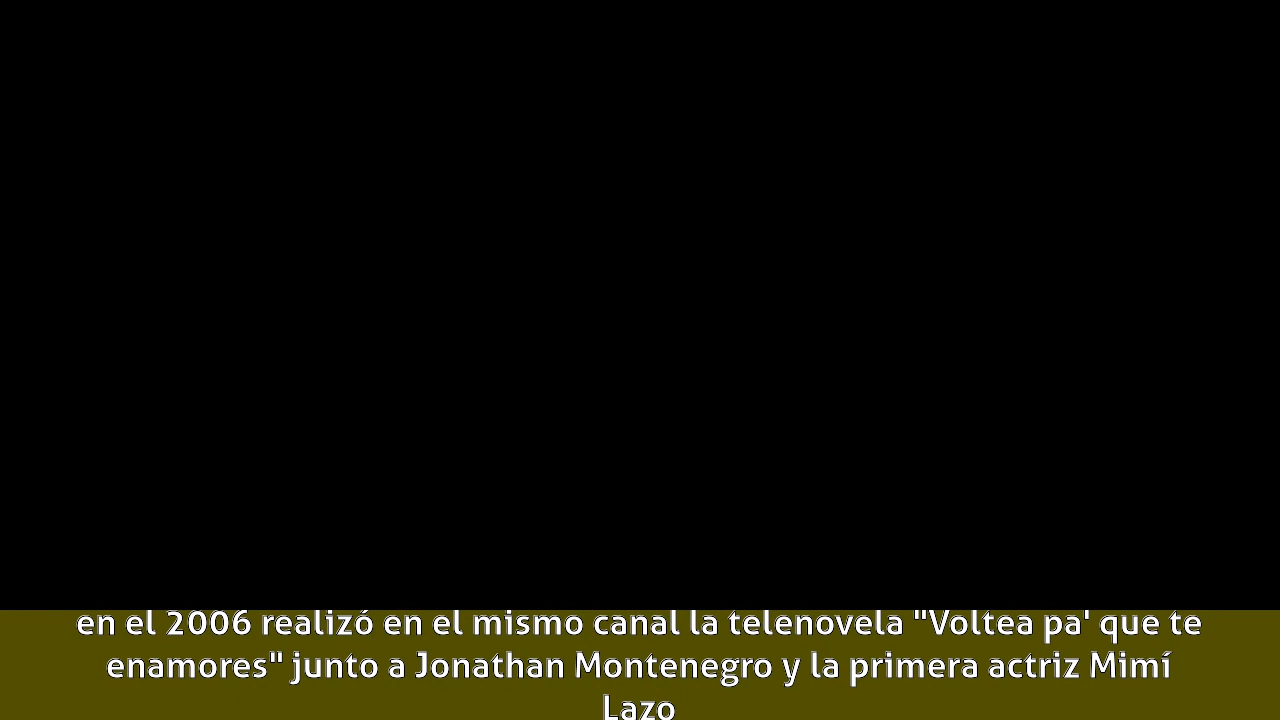 en el 2006 realizó en el mismo canal la telenovela "Voltea pa' que te
enamores" junto a Jonathan Montenegro y la primera actriz Mimí
Lazo